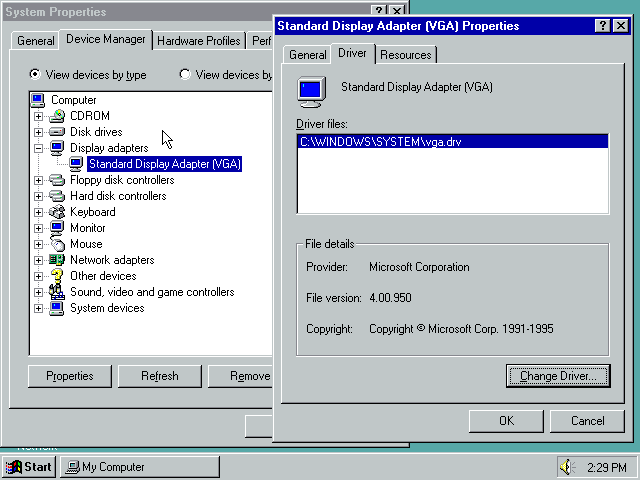 System Properties
General
Device Manager
Hardware Profiles
Perf
View devices by type
View devices by
Computer
CDROM
Disk drives
Display adapters
Standard Display Adapter (VGA)
Floppy disk controllers
Hard disk controllers
Keyboard
Monitor
Mouse
Network adapters
Other devices
Sound, video and game controllers
System devices
Properties
Refresh
Remove
Standard Display Adapter (VGA) Properties
General
Driver
Resources
Standard Display Adapter (VGA)
Driver files:
C:\WINDOWS\SYSTEM\vga.drv
File details
Provider: Microsoft Corporation
File version: 4.00.950
Copyright: Copyright © Microsoft Corp. 1991-1995
Change Driver...
OK
Cancel
Start
My Computer
2:29 PM